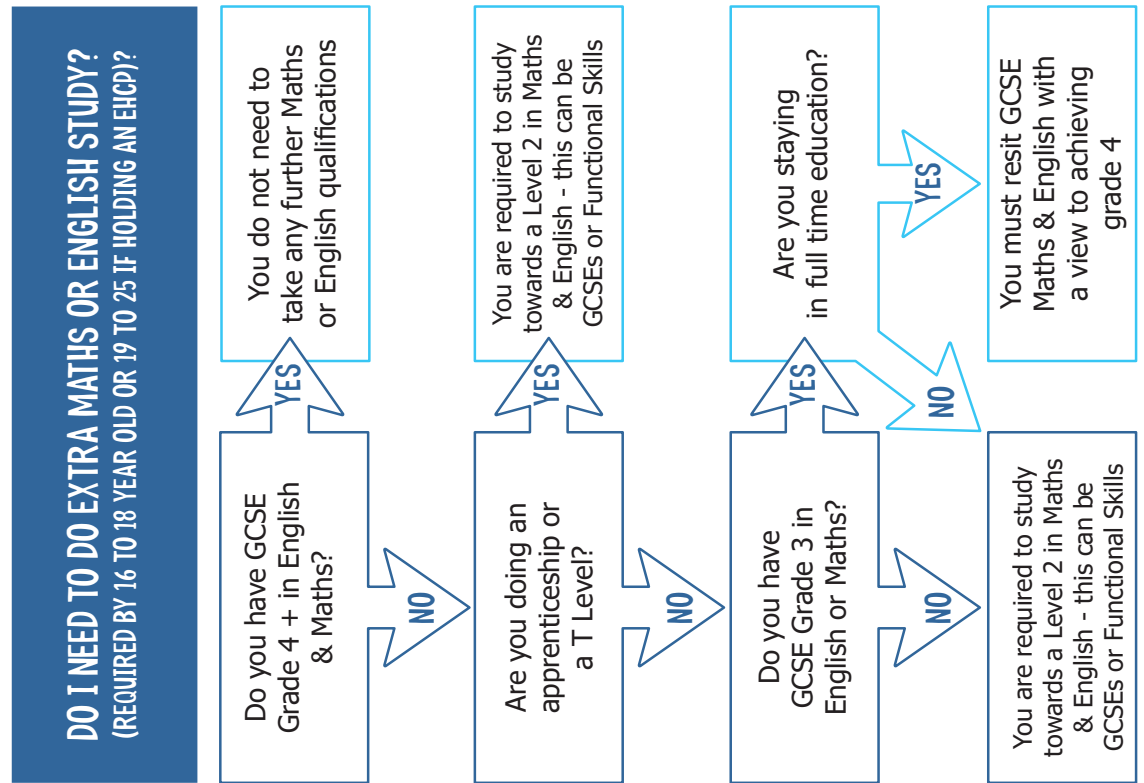 DO I NEED TO DO EXTRA MATHS OR ENGLISH STUDY?
(REQUIRED BY 16 TO 18 YEAR OLD OR 19 TO 25 IF HOLDING AN EHCP)?
Do you have GCSE
Grade 4 + in English
& Maths?
YES
You do not need to
take any further Maths
or English qualifications
NO
Are you doing an
apprenticeship or
a T Level?
YES
You are required to study
towards a Level 2 in Maths
& English - this can be
GCSEs or Functional Skills
NO
Do you have
GCSE Grade 3 in
English or Maths?
YES
Are you staying
in full time education?
NO
NO
YES
You are required to study
towards a Level 2 in Maths
& English - this can be
GCSEs or Functional Skills
You must resit GCSE
Maths & English with
a view to achieving
grade 4